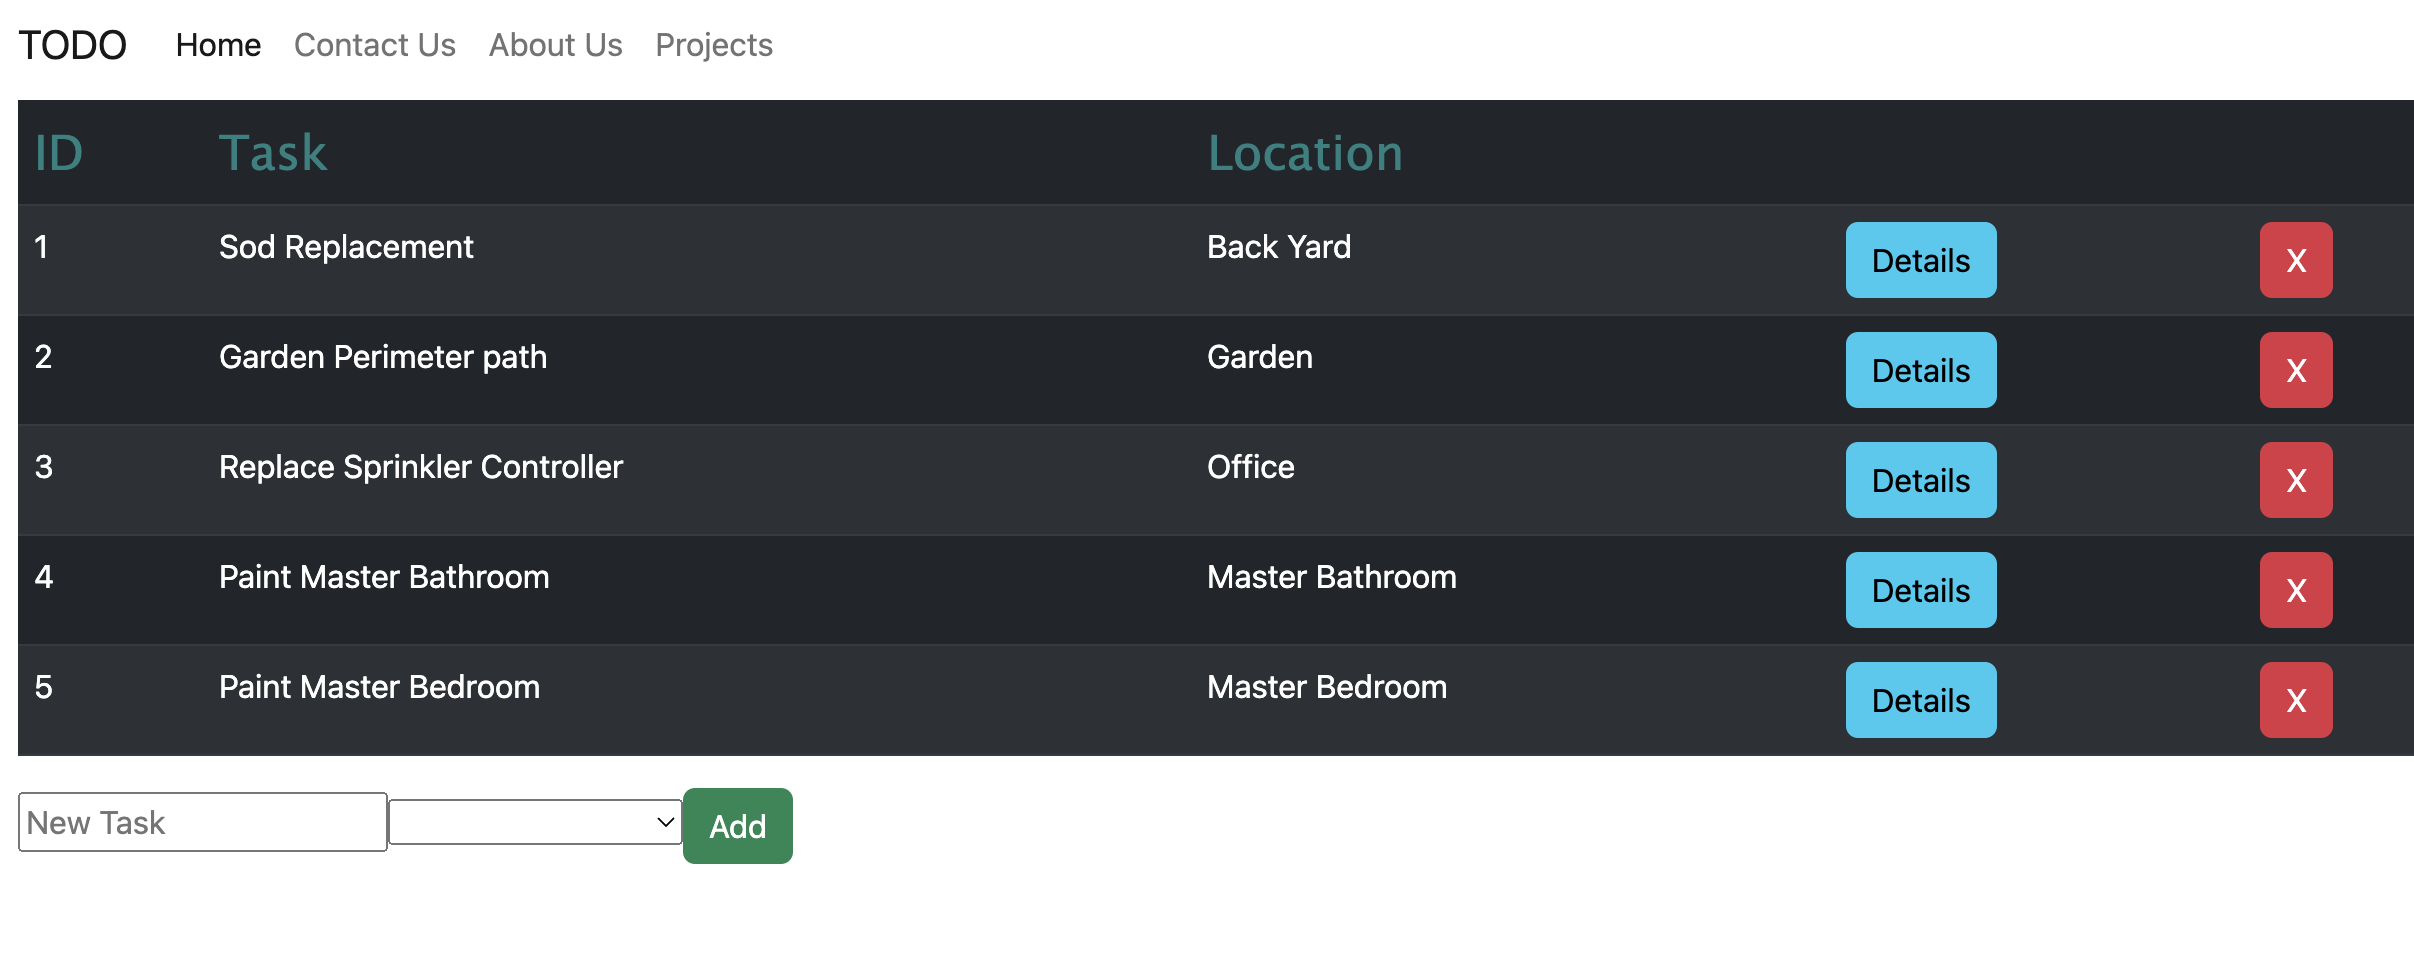 TODO Home Contact Us About Us Projects
ID Task Location
1 Sod Replacement Back Yard Details X
2 Garden Perimeter path Garden Details X
3 Replace Sprinkler Controller Office Details X
4 Paint Master Bathroom Master Bathroom Details X
5 Paint Master Bedroom Master Bedroom Details X
New Task Add